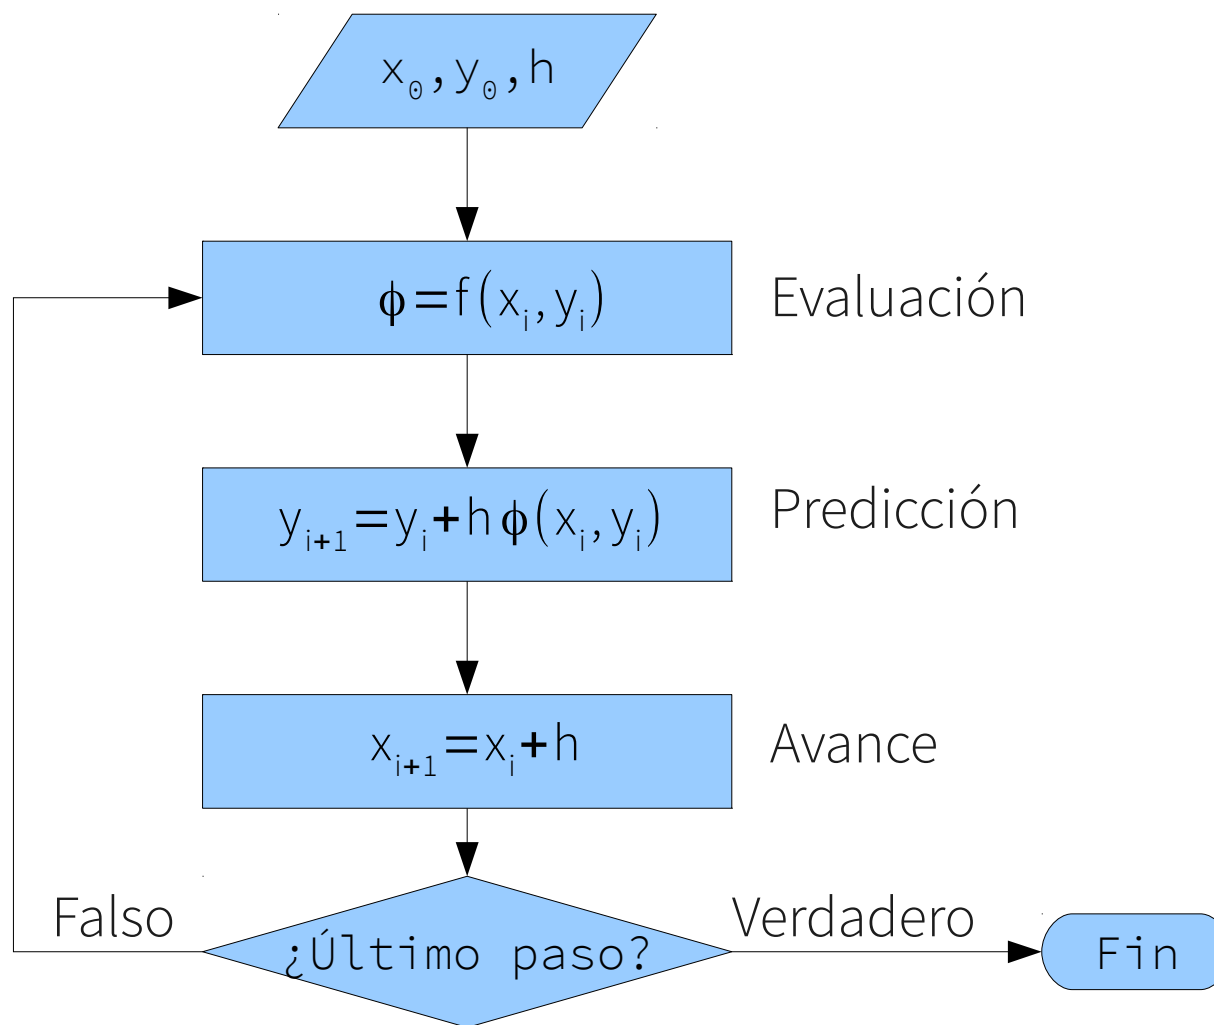 x₀,y₀,h
ϕ=f(xᵢ,yᵢ)
Evaluación
yᵢ₊₁=yᵢ+hϕ(xᵢ,yᵢ)
Predicción
xᵢ₊₁=xᵢ+h
Avance
Falso
¿Último paso?
Verdadero
Fin